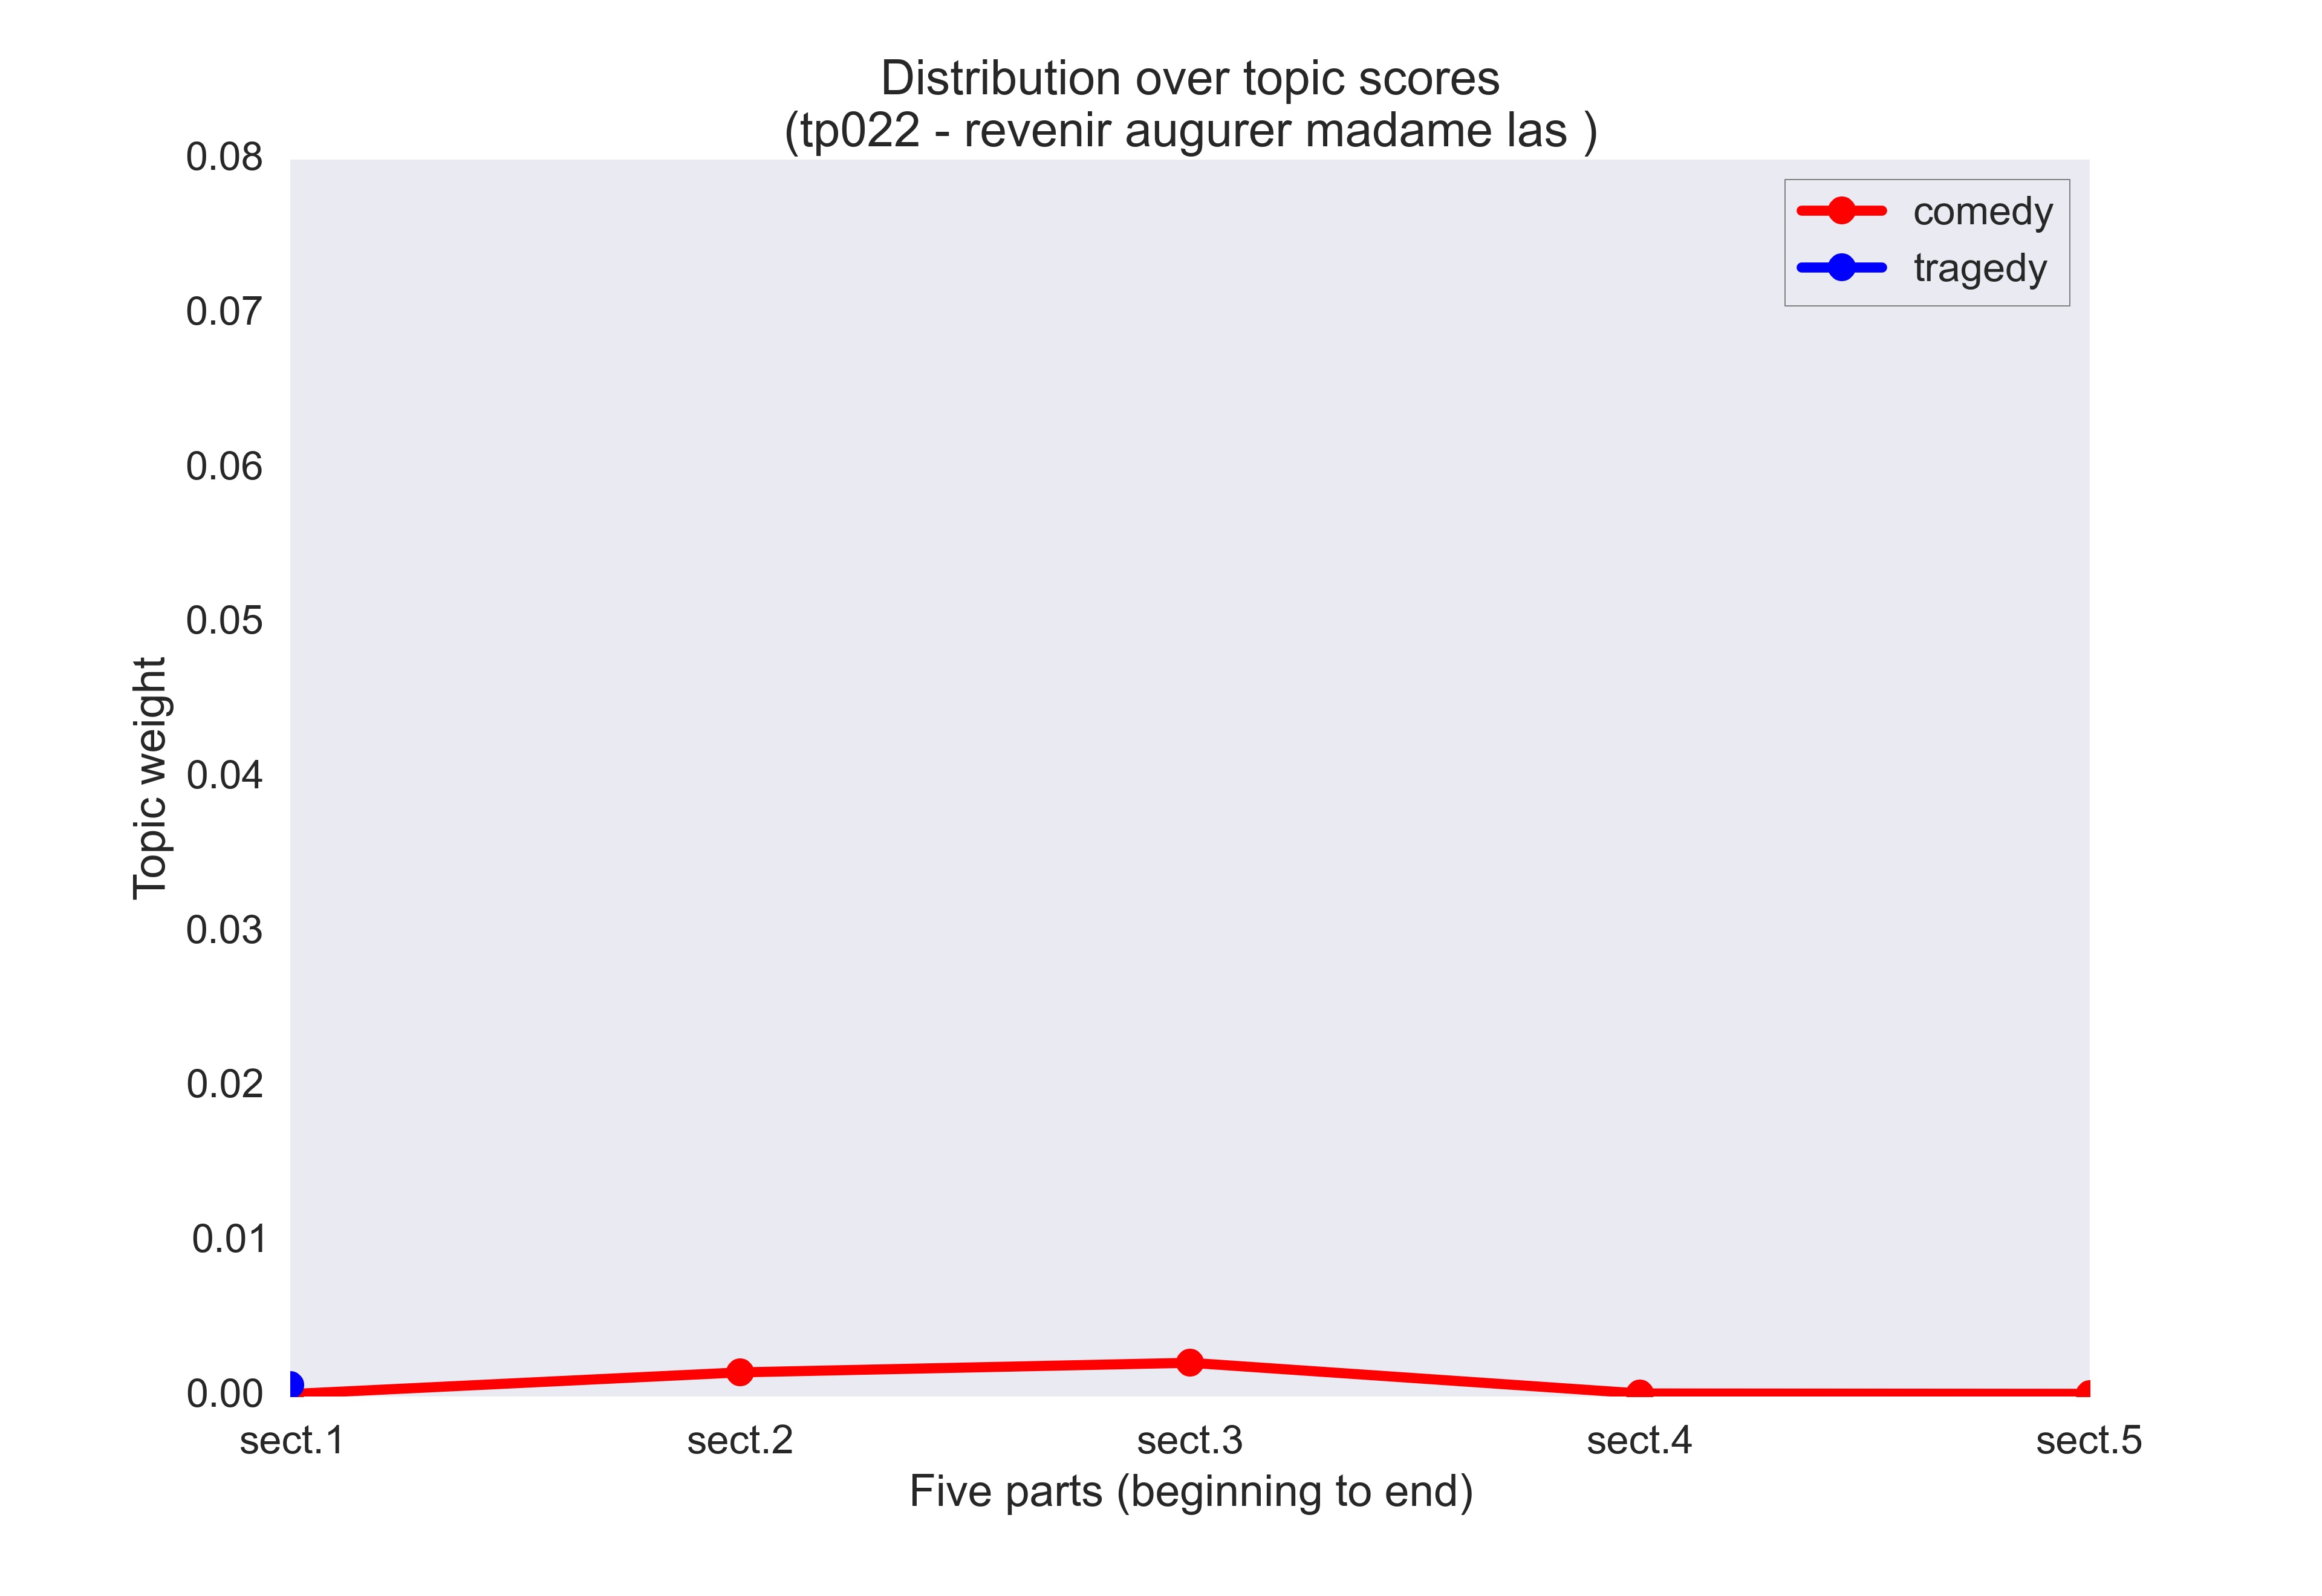 Distribution over topic scores
(tp022 - revenir augurer madame las )
comedy
tragedy
0.08
0.07
0.06
0.05
0.04
0.03
0.02
0.01
0.00
Topic weight
sect.1
sect.2
sect.3
sect.4
sect.5
Five parts (beginning to end)